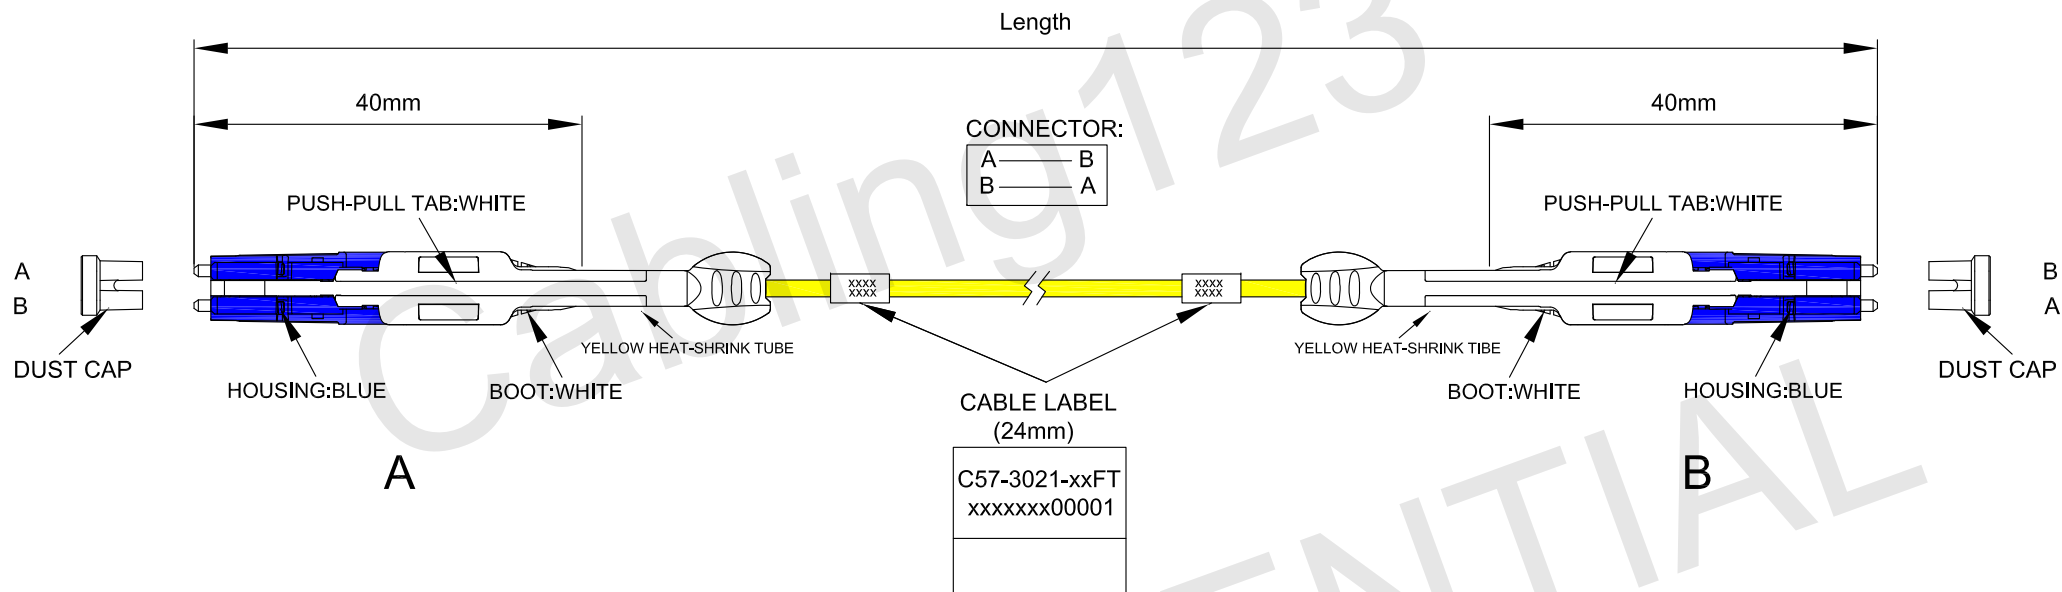 Length
40mm
40mm
CONNECTOR:
A B
B A
PUSH-PULL TAB:WHITE
PUSH-PULL TAB:WHITE
A
B
B
A
YELLOW HEAT-SHRINK TUBE
YELLOW HEAT-SHRINK TIBE
XXXX
XXXX
XXXX
XXXX
DUST CAP
HOUSING:BLUE
BOOT:WHITE
BOOT:WHITE
HOUSING:BLUE
DUST CAP
CABLE LABEL
(24mm)
C57-3021-xxFT
xxxxxxx00001
A
B
Cabling123
ENTIAL